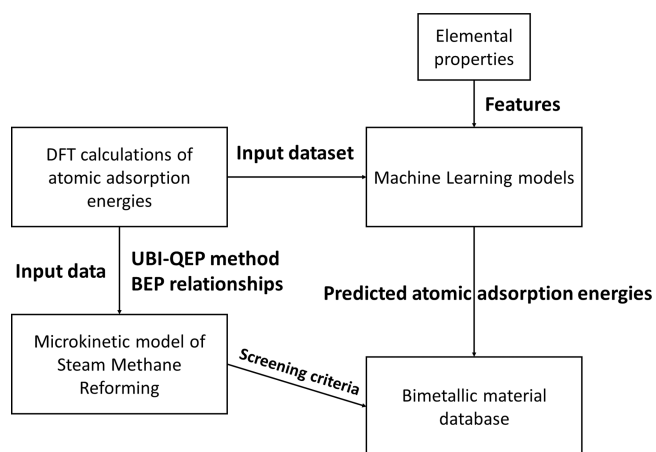 Elemental
properties
Features
DFT calculations of
atomic adsorption
energies
Input dataset
Machine Learning models
Input data
UBI-QEP method
BEP relationships
Predicted atomic adsorption energies
Microkinetic model of
Steam Methane
Reforming
Screening criteria
Bimetallic material
database